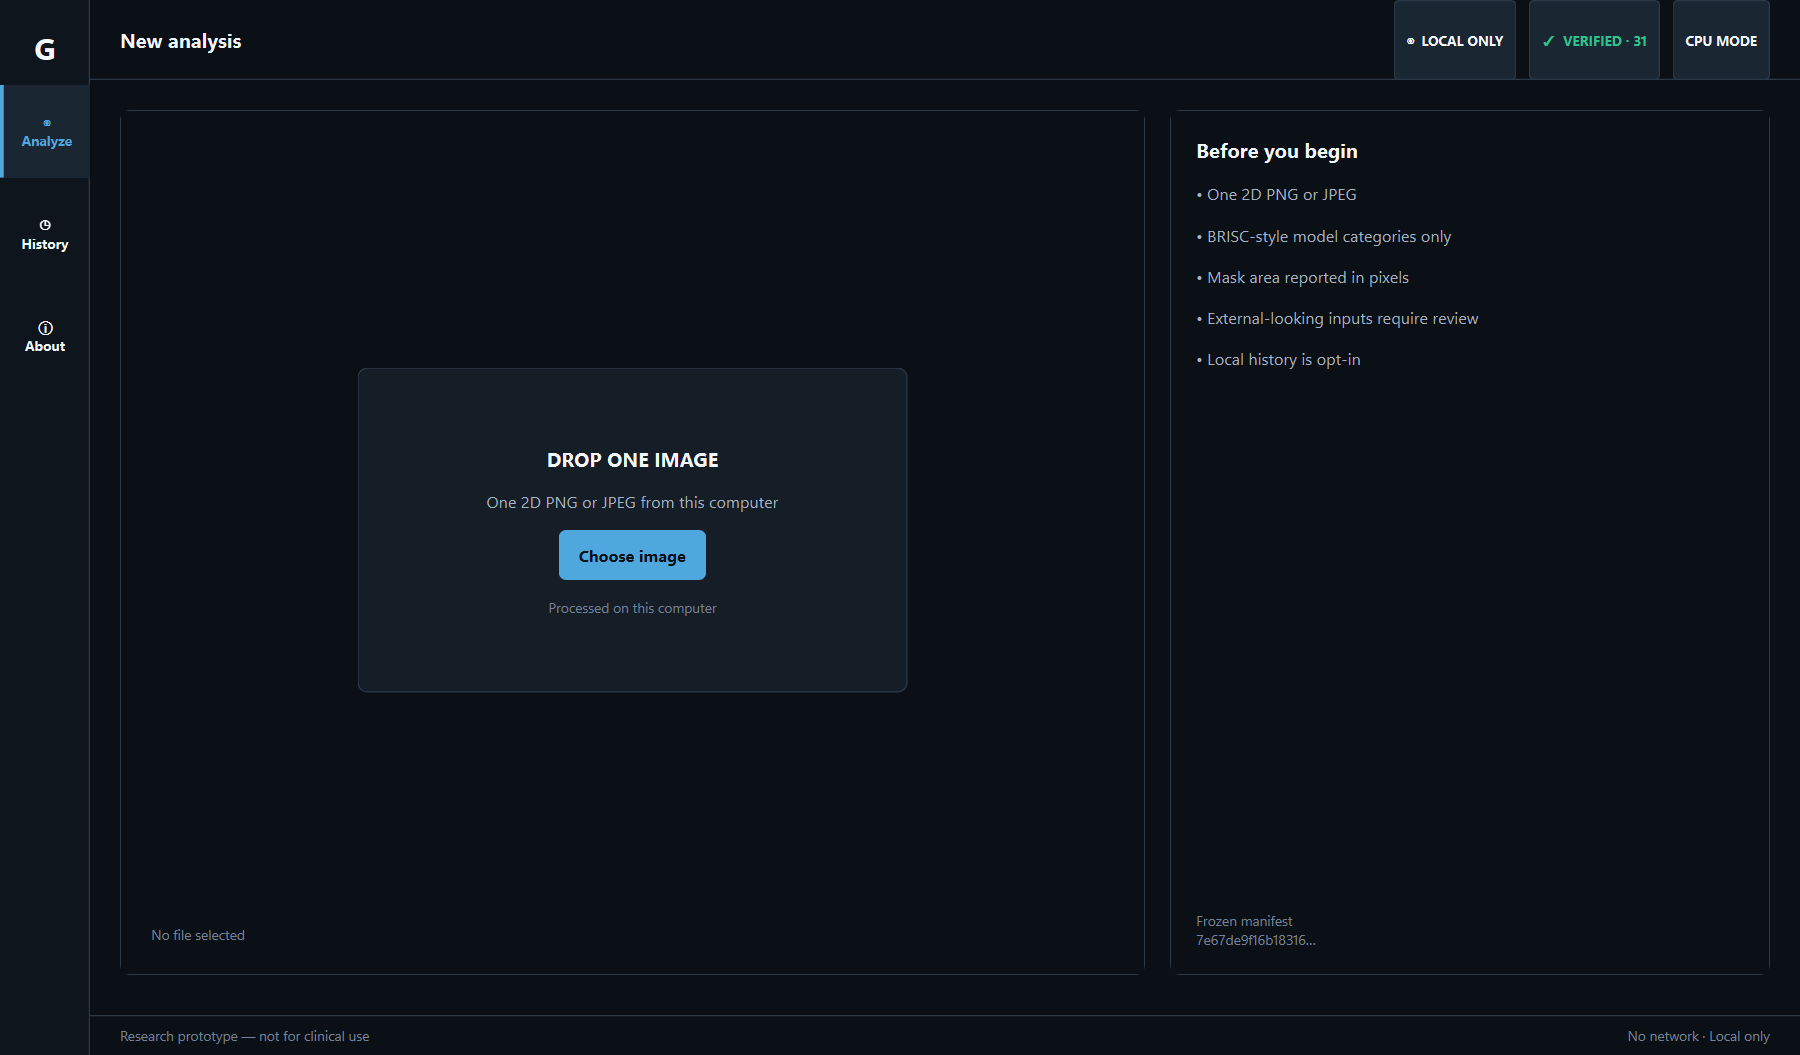 G
New analysis
LOCAL ONLY
✓ VERIFIED · 31
CPU MODE
Analyze
History
About
DROP ONE IMAGE
One 2D PNG or JPEG from this computer
Choose image
Processed on this computer
No file selected
Before you begin
• One 2D PNG or JPEG
• BRISC-style model categories only
• Mask area reported in pixels
• External-looking inputs require review
• Local history is opt-in
Frozen manifest
7e67de9f16b18316...
Research prototype — not for clinical use
No network · Local only